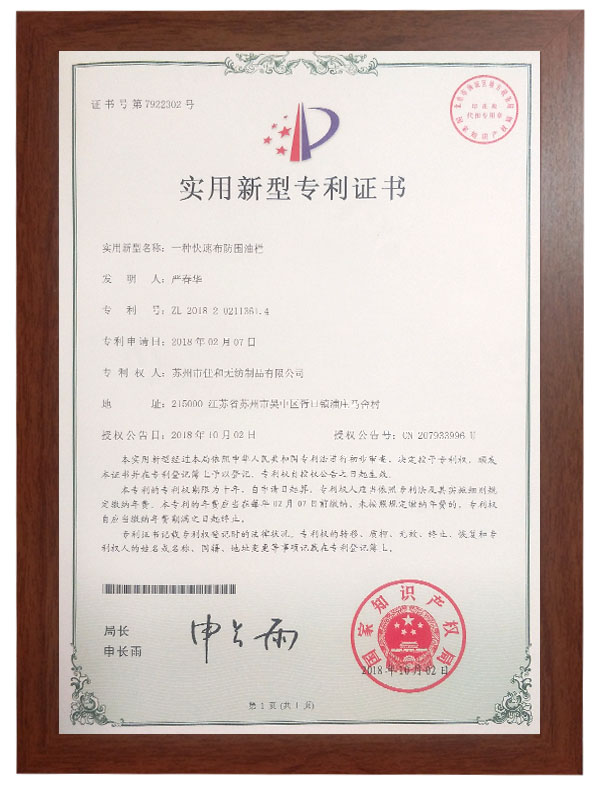 证书号第7922302号
印花税
代扣专用章
实用新型专利证书
实用新型名称：一种快速布防围油栏
发明人：严春华
专利号：ZL 2018 2 0211361.4
专利申请日：2018年02月07日
专利权人：苏州市仕和无纺制品有限公司
地址：215000 江苏省苏州市吴中区胥口镇浦庄马舍村
授权公告日：2018年10月02日 授权公告号：CN 207933996 U
本实用新型经过本局依照中华人民共和国专利法进行初步审查，决定授予专利权，颁发
本证书并在专利登记簿上予以登记。专利权自授权公告之日起生效。
本专利的专利权期限为十年，自申请日起算。专利权人应当依照专利法及其实施细则规
定缴纳年费。本专利的年费应当在每年02月07日前缴纳。未按照规定缴纳年费的，专利权
自应当缴纳年费期满之日起终止。
专利证书记载专利权登记时的法律状况。专利权的转移、质押、无效、终止、恢复和专
利权人的姓名或名称、国籍、地址变更等事项记载在专利登记簿上。
局长
申长雨
申长雨
国家知识产权局
2018年10月02日
第1页(共1页)